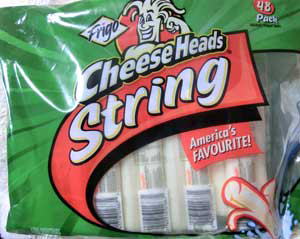 Frigo
48
Pack
Cheese Heads
String
America's
FAVOURITE!